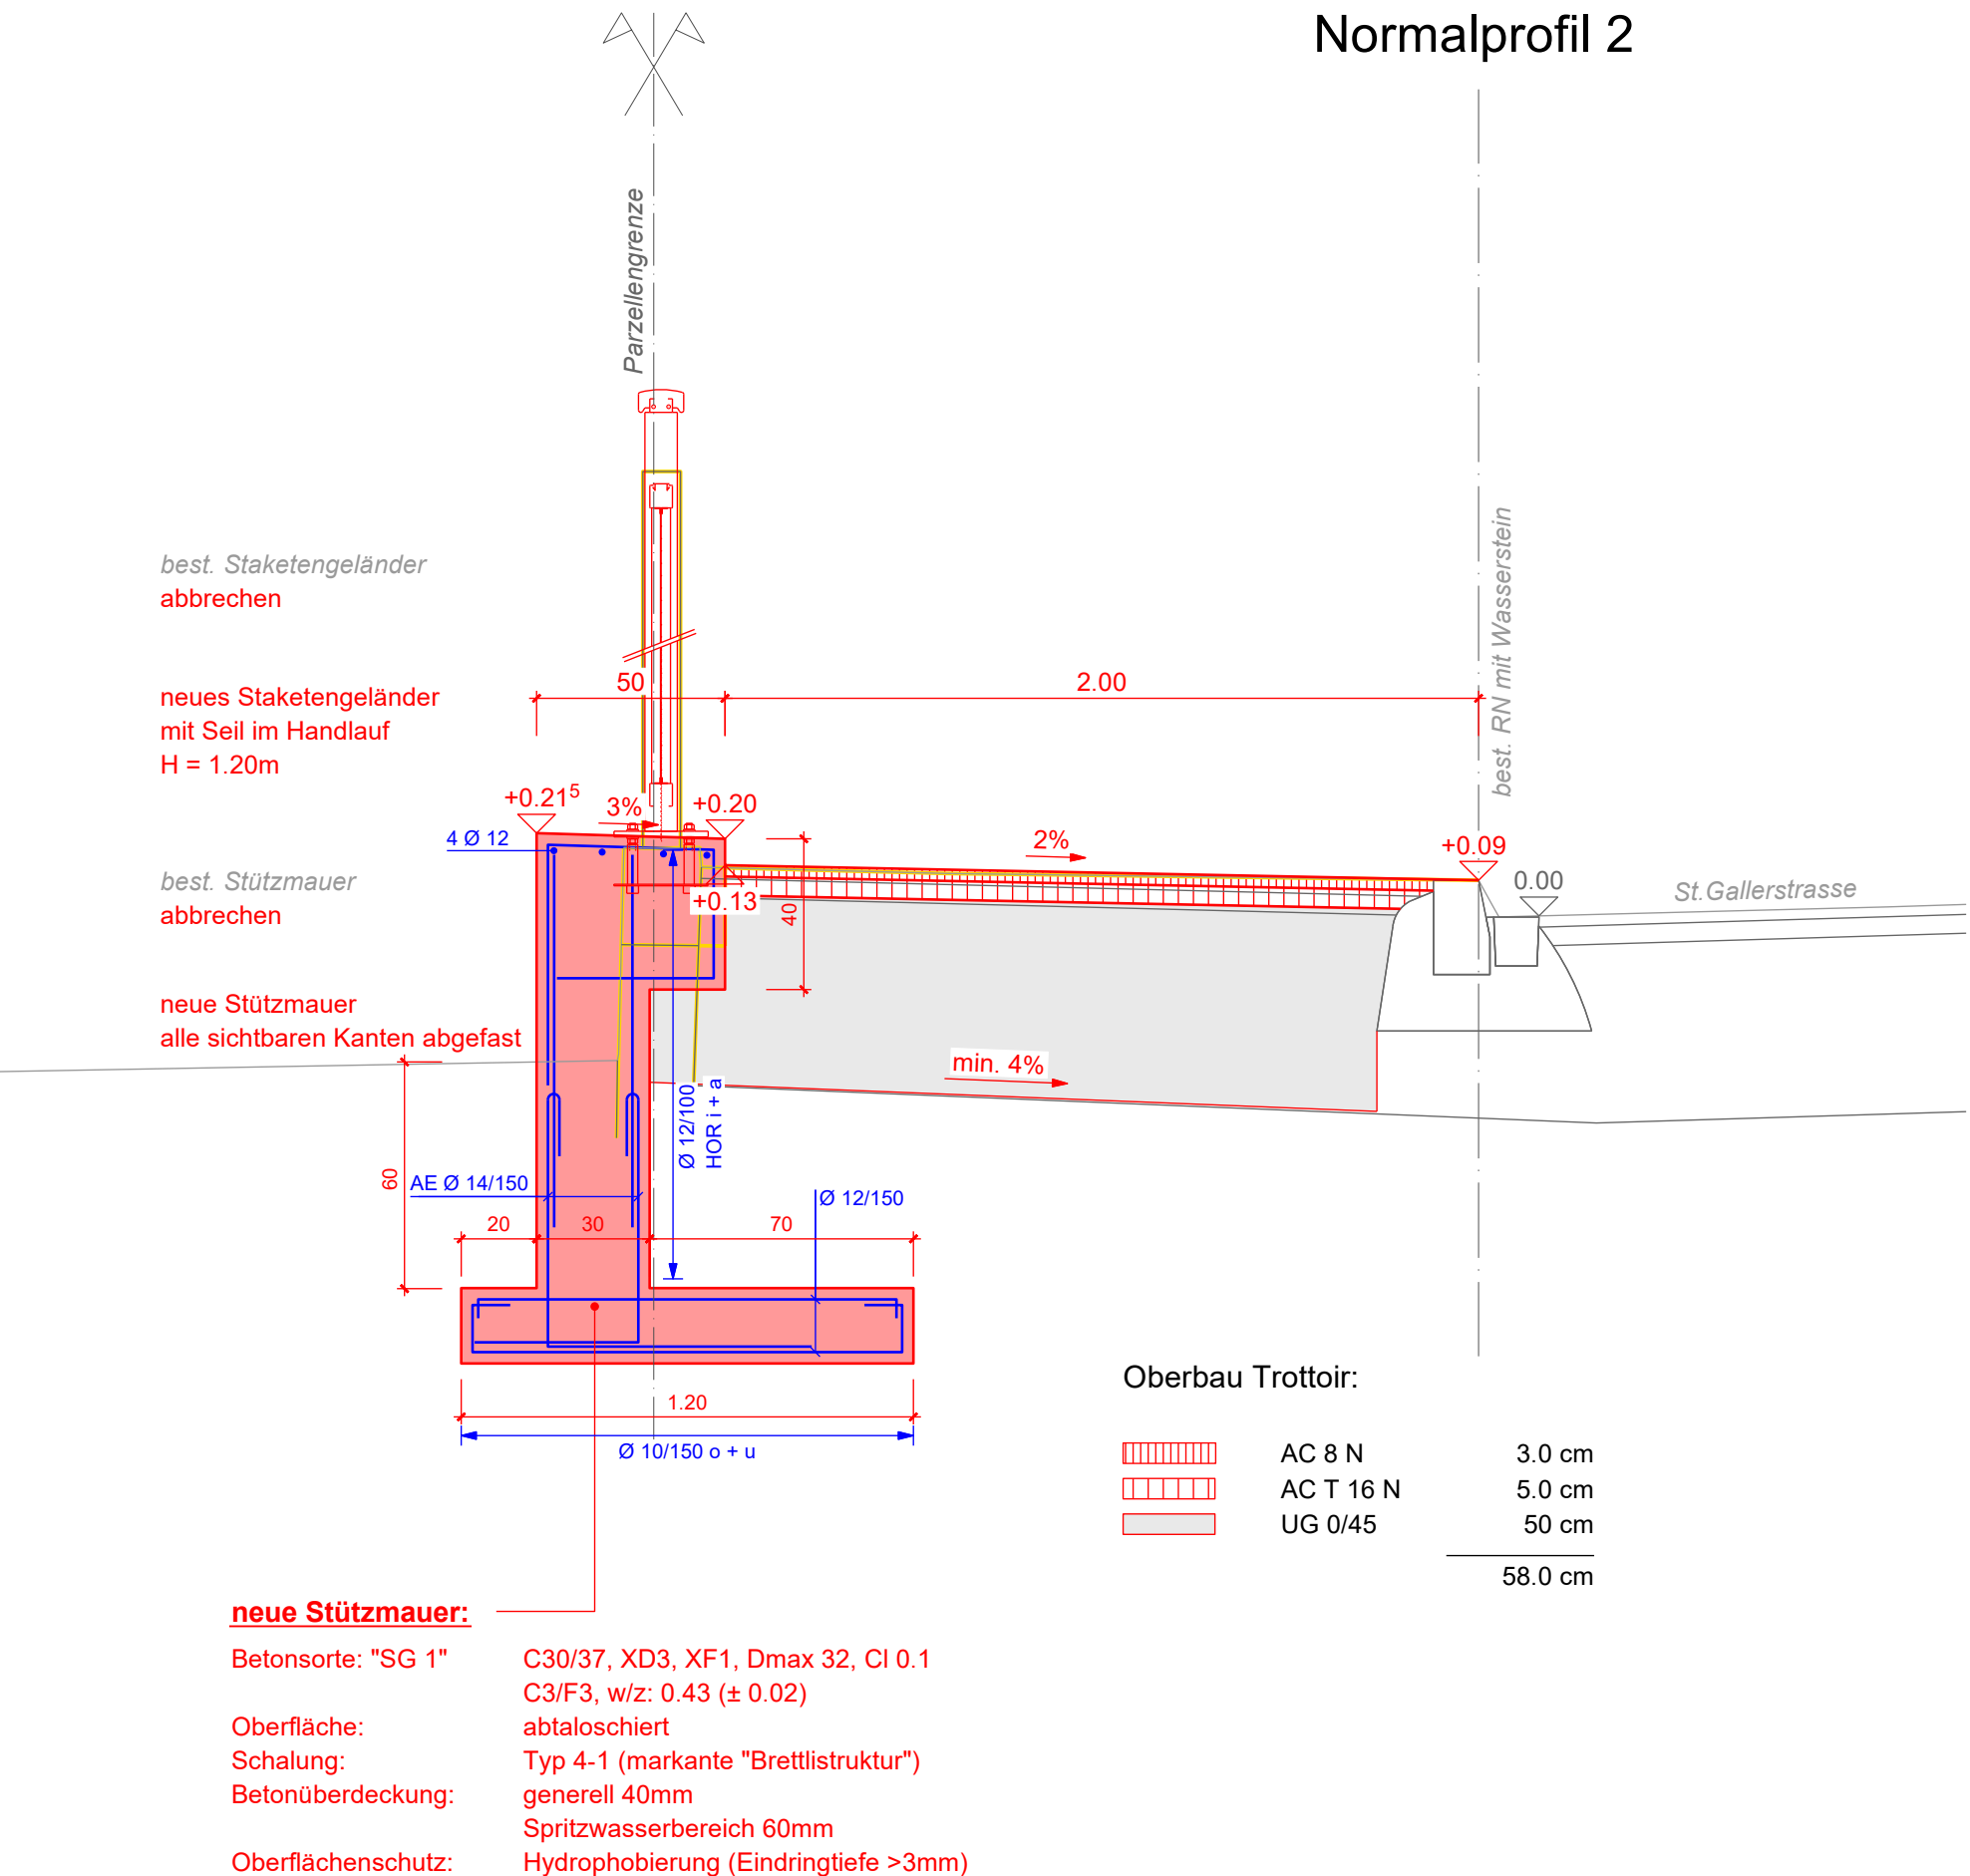 Normalprofil 2
Parzellengrenze
best. RN mit Wasserstein
best. Staketengeländer
abbrechen
neues Staketengeländer
mit Seil im Handlauf
H = 1.20m
50
2.00
+0.21⁵
3%
+0.20
4 Ø 12
2%
+0.09
0.00
St.Gallerstrasse
best. Stützmauer
abbrechen
+0.13
40
neue Stützmauer
alle sichtbaren Kanten abgefast
min. 4%
Ø 12/100
HOR i + a
60
AE Ø 14/150
Ø 12/150
20
30
70
1.20
Ø 10/150 o + u
Oberbau Trottoir:
AC 8 N 3.0 cm
AC T 16 N 5.0 cm
UG 0/45 50 cm
58.0 cm
neue Stützmauer:
Betonsorte: "SG 1" C30/37, XD3, XF1, Dmax 32, Cl 0.1
C3/F3, w/z: 0.43 (± 0.02)
Oberfläche: abtaloschiert
Schalung: Typ 4-1 (markante "Brettlistruktur")
Betonüberdeckung: generell 40mm
Spritzwasserbereich 60mm
Oberflächenschutz: Hydrophobierung (Eindringtiefe >3mm)